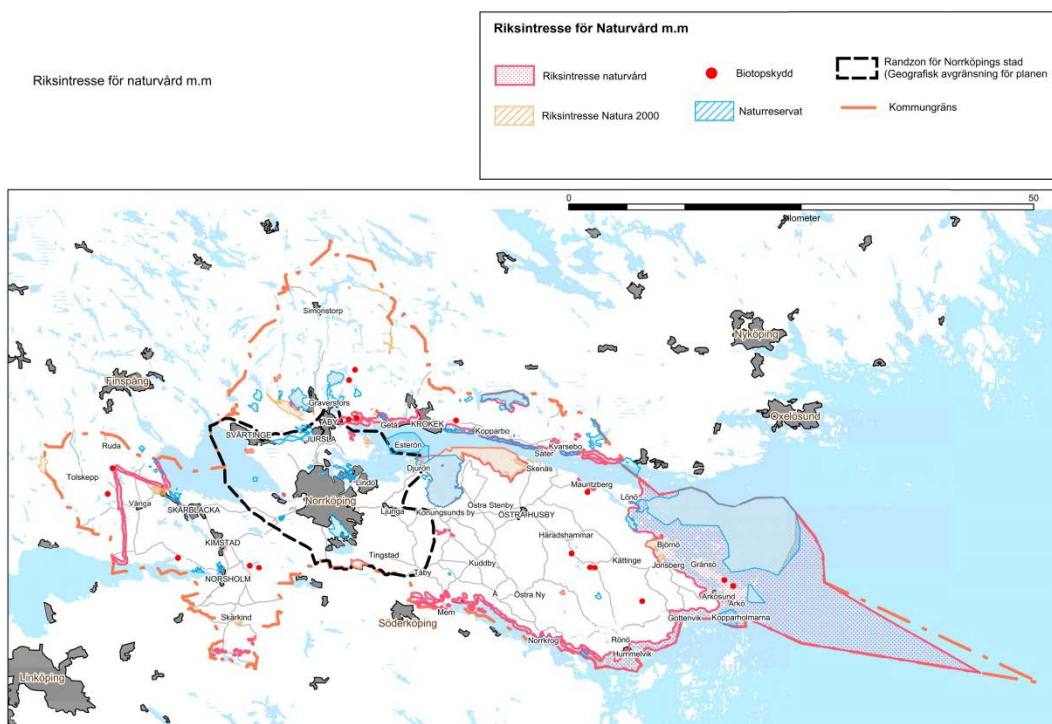 Riksintresse för naturvård m.m
Riksintresse för Naturvård m.m
Riksintresse naturvård
Biotopskydd
Randzon för Norrköpings stad
(Geografisk avgränsning för planen
Riksintresse Natura 2000
Naturreservat
Kommungräns
0
50
Kilometer
Simonstorp
Nyköping
Finspång
Graversfors
Oxelösund
ÅBY
Getå
KROKEK
SVÄRTINGE
JURSLA
Kopparbo
Ruda
Esterön
Kvarsebo
Säter
Tolskepp
Djurön
Skenäs
Lindö
Mauritzberg
Vånga
Norrköping
Lönö
SKÄRBLACKA
Ljunga
Konungsunds by
Östra Stenby
ÖSTRA HUSBY
Häradshammar
KIMSTAD
Björnö
Tingstad
Kuddby
Kättinge
Jonsberg
Gränsö
NORSHOLM
Tåby
Å
Östra Ny
Arkösund
Arkö
Skärkind
Mem
Kopparholmarna
Söderköping
Göttenvik
Norrkrog
Rönö
Hummelvik
Linköping